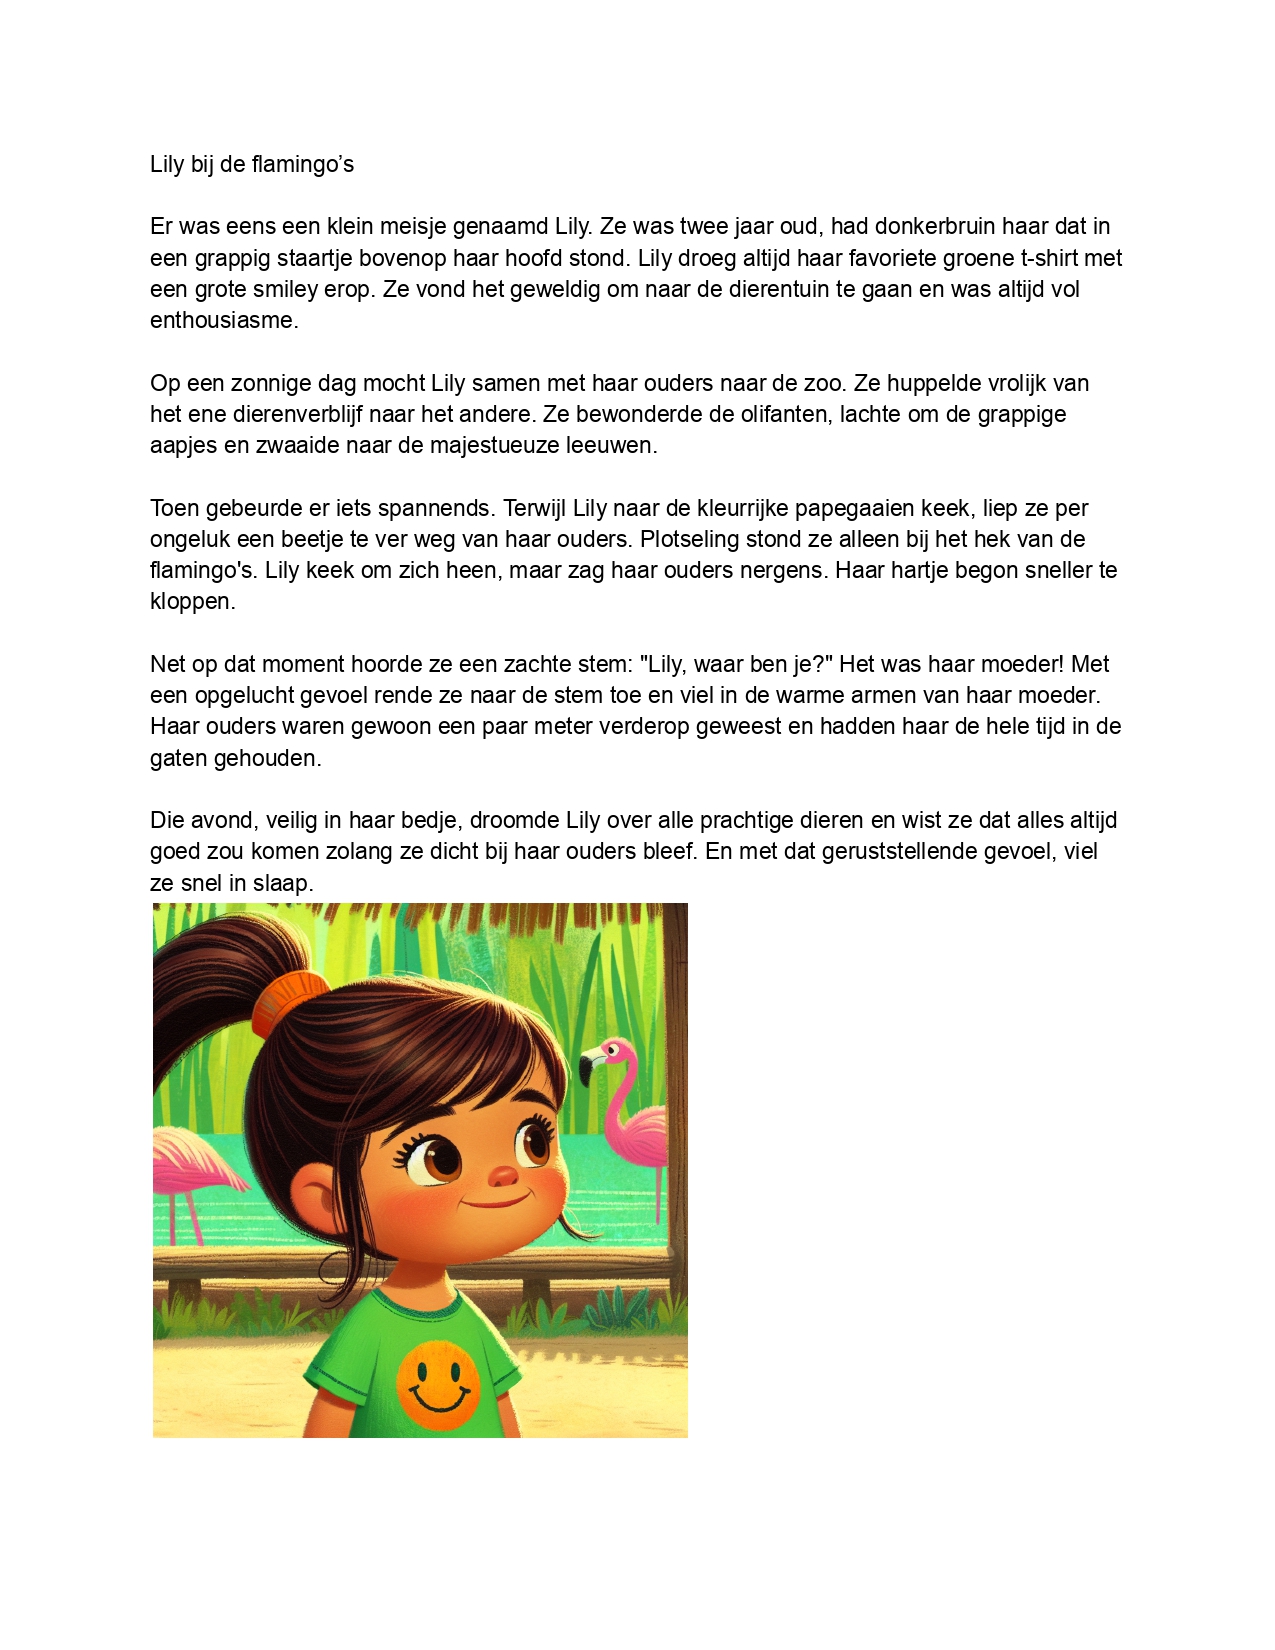 Lily bij de flamingo’s
Er was eens een klein meisje genaamd Lily. Ze was twee jaar oud, had donkerbruin haar dat in
een grappig staartje bovenop haar hoofd stond. Lily droeg altijd haar favoriete groene t-shirt met
een grote smiley erop. Ze vond het geweldig om naar de dierentuin te gaan en was altijd vol
enthousiasme.
Op een zonnige dag mocht Lily samen met haar ouders naar de zoo. Ze huppelde vrolijk van
het ene dierenverblijf naar het andere. Ze bewonderde de olifanten, lachte om de grappige
aapjes en zwaaide naar de majestueuze leeuwen.
Toen gebeurde er iets spannends. Terwijl Lily naar de kleurrijke papegaaien keek, liep ze per
ongeluk een beetje te ver weg van haar ouders. Plotseling stond ze alleen bij het hek van de
flamingo's. Lily keek om zich heen, maar zag haar ouders nergens. Haar hartje begon sneller te
kloppen.
Net op dat moment hoorde ze een zachte stem: "Lily, waar ben je?" Het was haar moeder! Met
een opgelucht gevoel rende ze naar de stem toe en viel in de warme armen van haar moeder.
Haar ouders waren gewoon een paar meter verderop geweest en hadden haar de hele tijd in de
gaten gehouden.
Die avond, veilig in haar bedje, droomde Lily over alle prachtige dieren en wist ze dat alles altijd
goed zou komen zolang ze dicht bij haar ouders bleef. En met dat geruststellende gevoel, viel
ze snel in slaap.